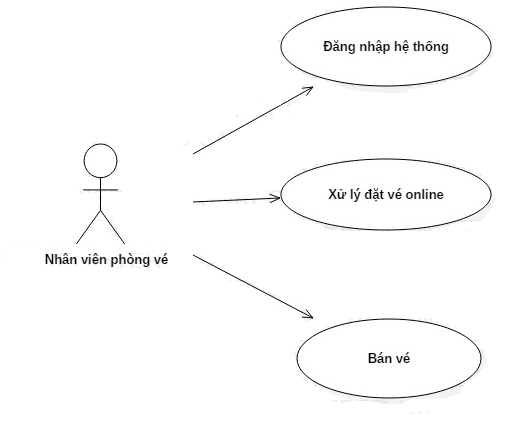 Đăng nhập hệ thống
Xử lý đặt vé online
Nhân viên phòng vé
Bán vé